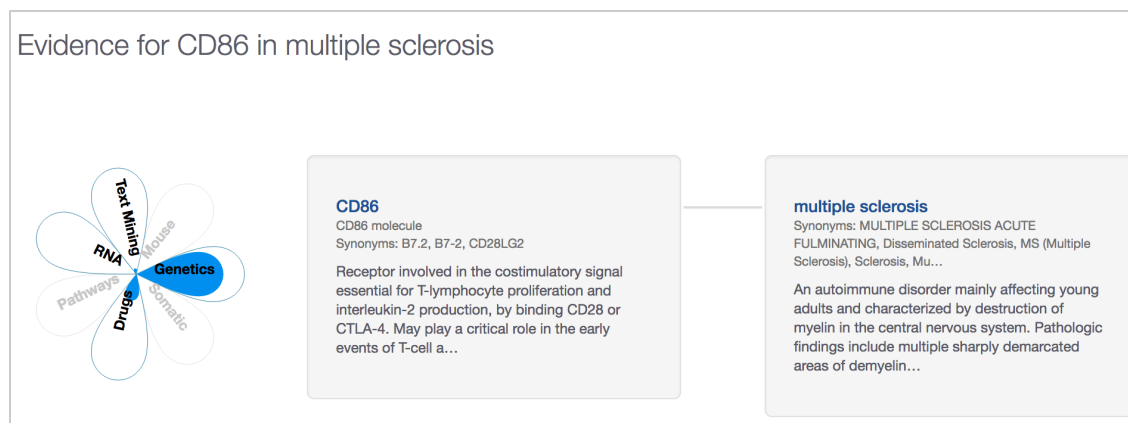 Evidence for CD86 in multiple sclerosis
Text Mining
Mouse
RNA
Genetics
Pathways
Drugs
Somatic
CD86
CD86 molecule
Synonyms: B7.2, B7-2, CD28LG2
Receptor involved in the costimulatory signal
essential for T-lymphocyte proliferation and
interleukin-2 production, by binding CD28 or
CTLA-4. May play a critical role in the early
events of T-cell a…
multiple sclerosis
Synonyms: MULTIPLE SCLEROSIS ACUTE
FULMINATING, Disseminated Sclerosis, MS (Multiple
Sclerosis), Sclerosis, Mu…
An autoimmune disorder mainly affecting young
adults and characterized by destruction of
myelin in the central nervous system. Pathologic
findings include multiple sharply demarcated
areas of demyelin…